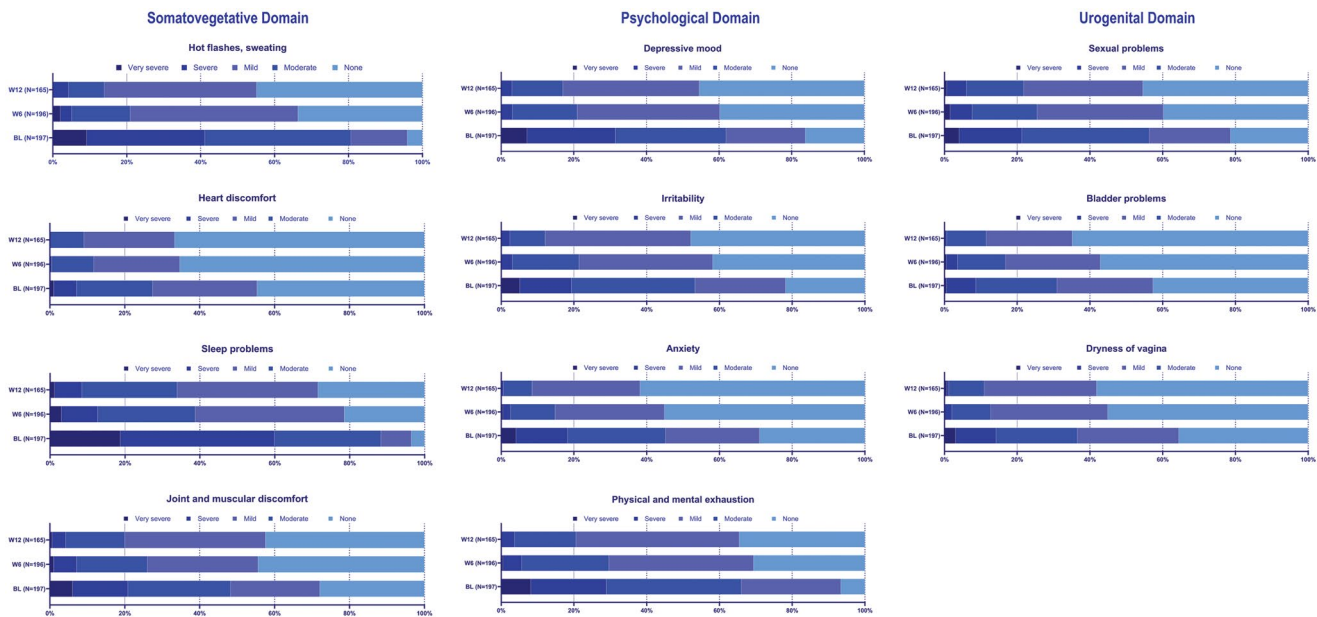 Somatovegetative Domain
Hot flashes, sweating
Very severe Severe Mild Moderate None
W12 (N=165)
W6 (N=196)
BL (N=197)
0% 20% 40% 60% 80% 100%
Heart discomfort
Very severe Severe Mild Moderate None
W12 (N=165)
W6 (N=196)
BL (N=197)
0% 20% 40% 60% 80% 100%
Sleep problems
Very severe Severe Mild Moderate None
W12 (N=165)
W6 (N=196)
BL (N=197)
0% 20% 40% 60% 80% 100%
Joint and muscular discomfort
Very severe Severe Mild Moderate None
W12 (N=165)
W6 (N=196)
BL (N=197)
0% 20% 40% 60% 80% 100%
Psychological Domain
Depressive mood
Very severe Severe Mild Moderate None
W12 (N=165)
W6 (N=196)
BL (N=197)
0% 20% 40% 60% 80% 100%
Irritability
Very severe Severe Mild Moderate None
W12 (N=165)
W6 (N=196)
BL (N=197)
0% 20% 40% 60% 80% 100%
Anxiety
Very severe Severe Mild Moderate None
W12 (N=165)
W6 (N=196)
BL (N=197)
0% 20% 40% 60% 80% 100%
Physical and mental exhaustion
Very severe Severe Mild Moderate None
W12 (N=165)
W6 (N=196)
BL (N=197)
0% 20% 40% 60% 80% 100%
Urogenital Domain
Sexual problems
Very severe Severe Mild Moderate None
W12 (N=165)
W6 (N=196)
BL (N=197)
0% 20% 40% 60% 80% 100%
Bladder problems
Very severe Severe Mild Moderate None
W12 (N=165)
W6 (N=196)
BL (N=197)
0% 20% 40% 60% 80% 100%
Dryness of vagina
Very severe Severe Mild Moderate None
W12 (N=165)
W6 (N=196)
BL (N=197)
0% 20% 40% 60% 80% 100%